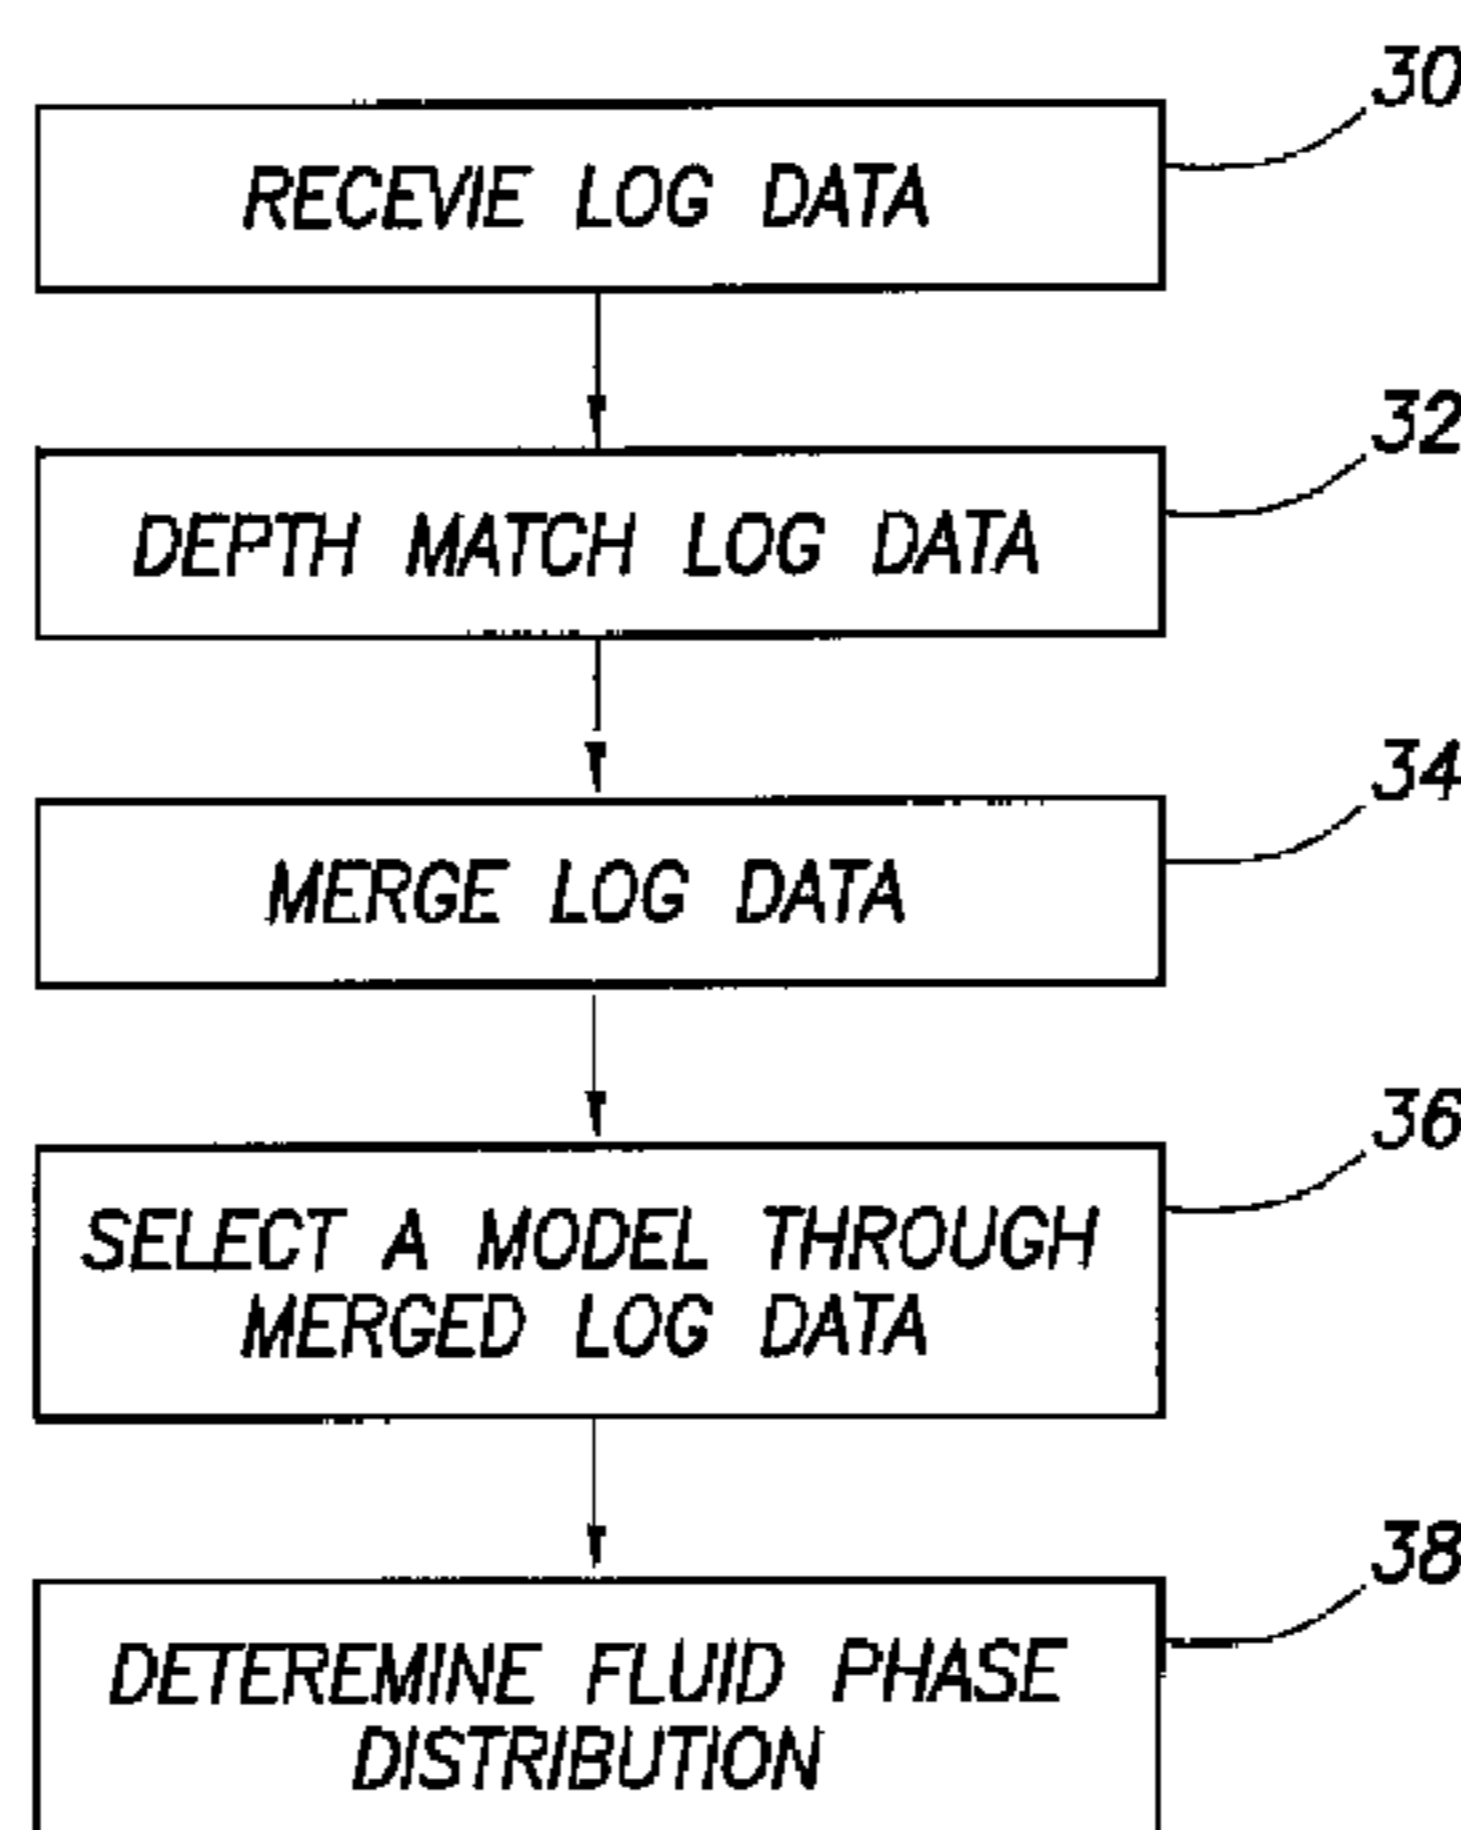 30
RECEVIE LOG DATA
32
DEPTH MATCH LOG DATA
34
MERGE LOG DATA
36
SELECT A MODEL THROUGH
MERGED LOG DATA
38
DETEREMINE FLUID PHASE
DISTRIBUTION